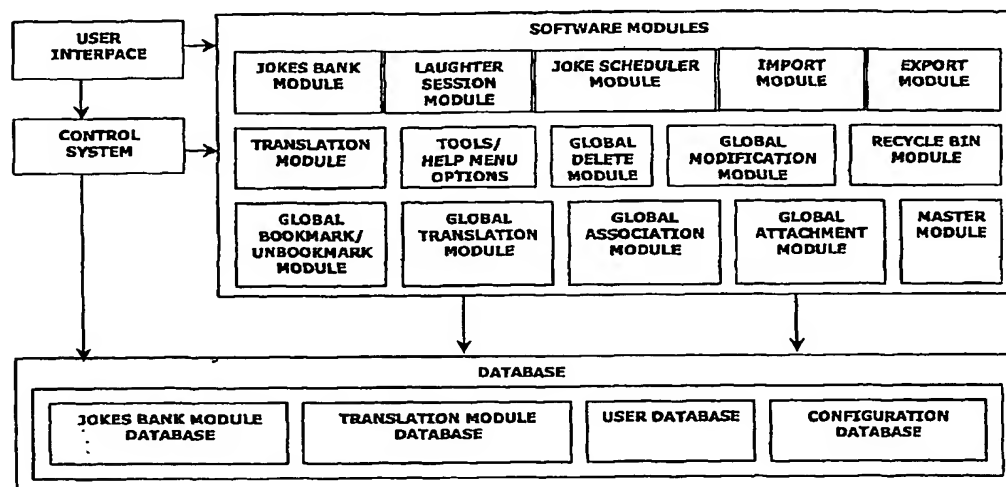 USER
INTERFACE
CONTROL
SYSTEM
SOFTWARE MODULES
JOKES BANK
MODULE
LAUGHTER
SESSION
MODULE
JOKE SCHEDULER
MODULE
IMPORT
MODULE
EXPORT
MODULE
TRANSLATION
MODULE
TOOLS/
HELP MENU
OPTIONS
GLOBAL
DELETE
MODULE
GLOBAL
MODIFICATION
MODULE
RECYCLE BIN
MODULE
GLOBAL
BOOKMARK/
UNBOOKMARK
MODULE
GLOBAL
TRANSLATION
MODULE
GLOBAL
ASSOCIATION
MODULE
GLOBAL
ATTACHMENT
MODULE
MASTER
MODULE
DATABASE
JOKES BANK MODULE
DATABASE
TRANSLATION MODULE
DATABASE
USER DATABASE
CONFIGURATION
DATABASE